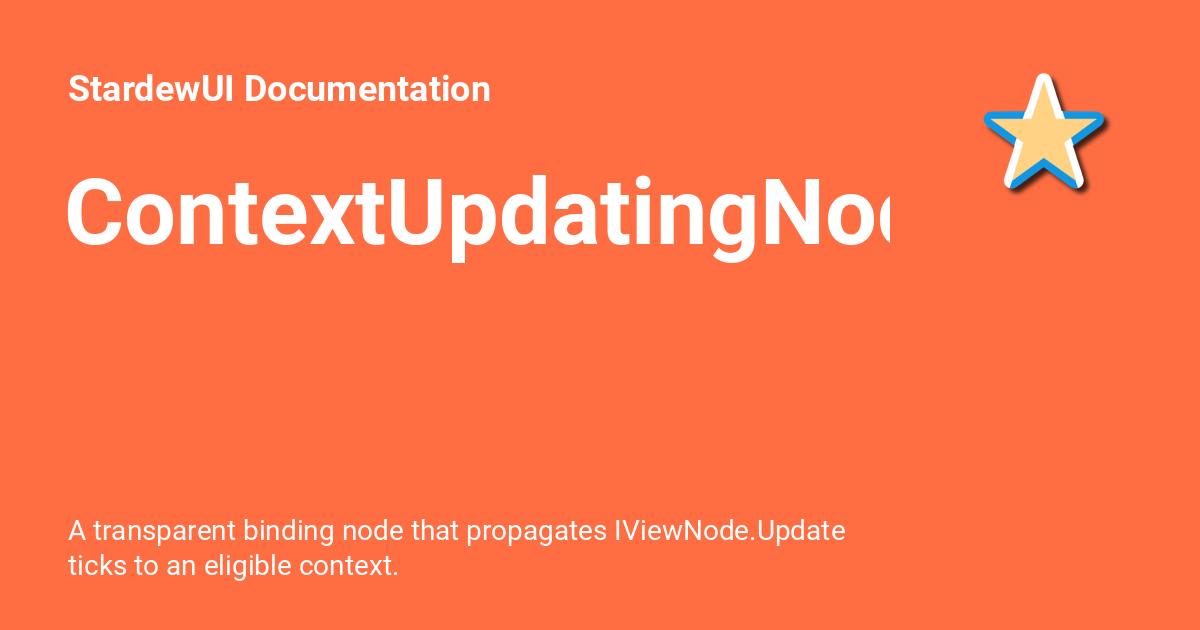 StardewUI Documentation
ContextUpdatingNo
A transparent binding node that propagates IViewNode.Update
ticks to an eligible context.